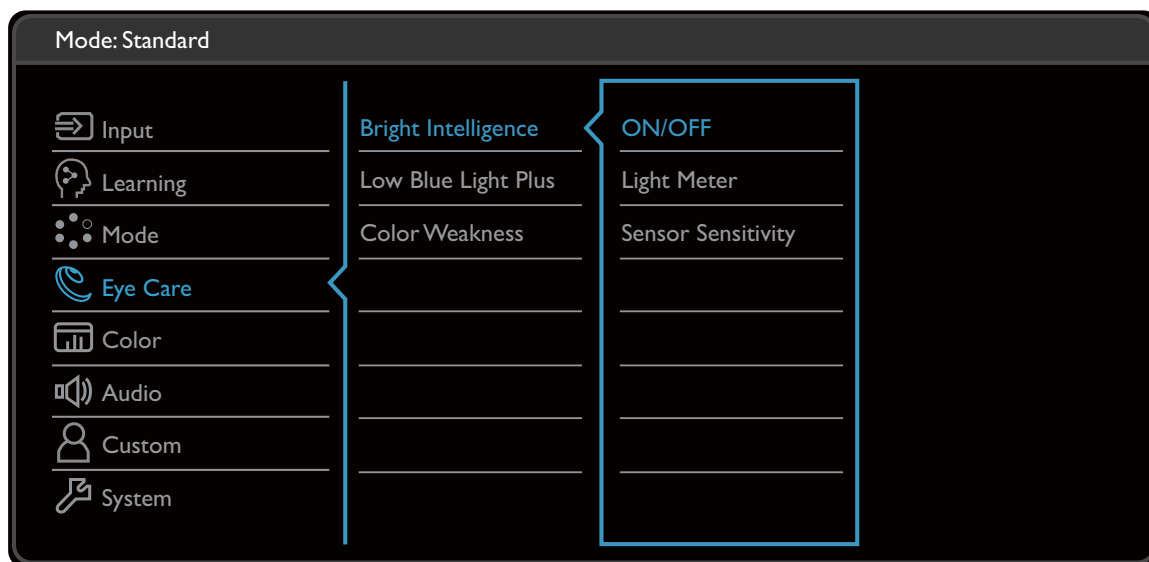 Mode: Standard
Input
Learning
Mode
Eye Care
Color
Audio
Custom
System
Bright Intelligence
Low Blue Light Plus
Color Weakness
ON/OFF
Light Meter
Sensor Sensitivity